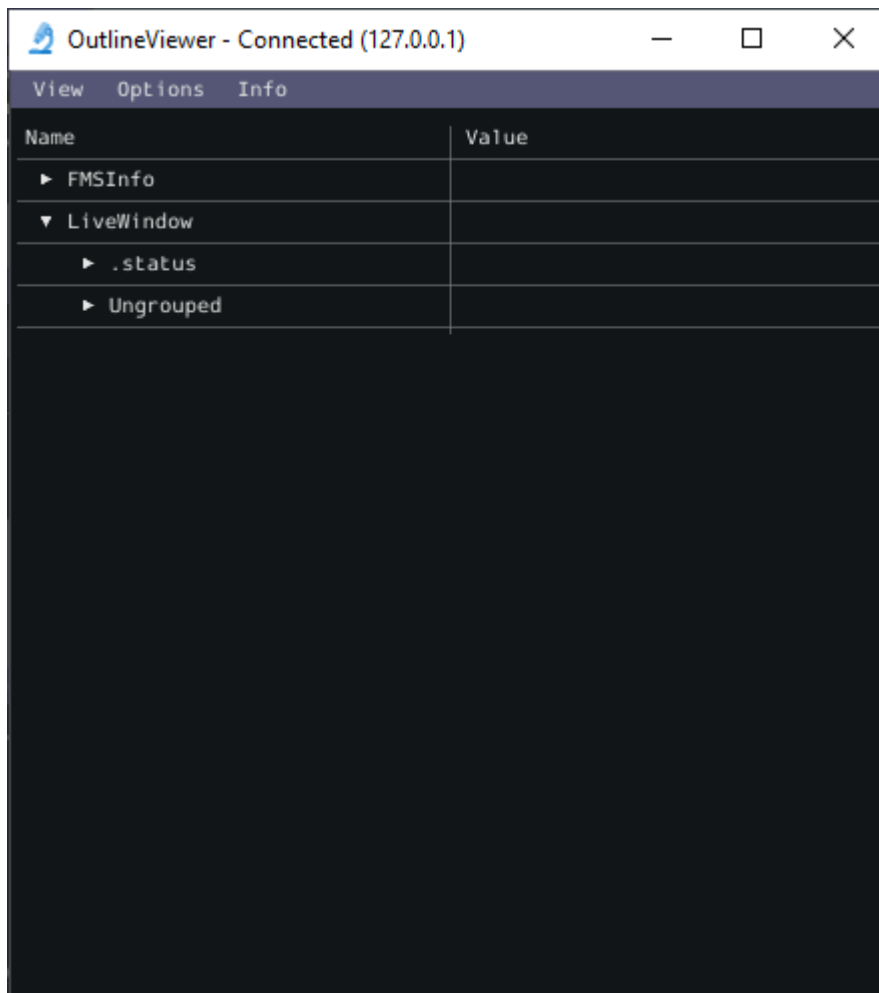 OutlineViewer - Connected (127.0.0.1)
View Options Info
Name Value
FMSInfo
LiveWindow
.status
Ungrouped